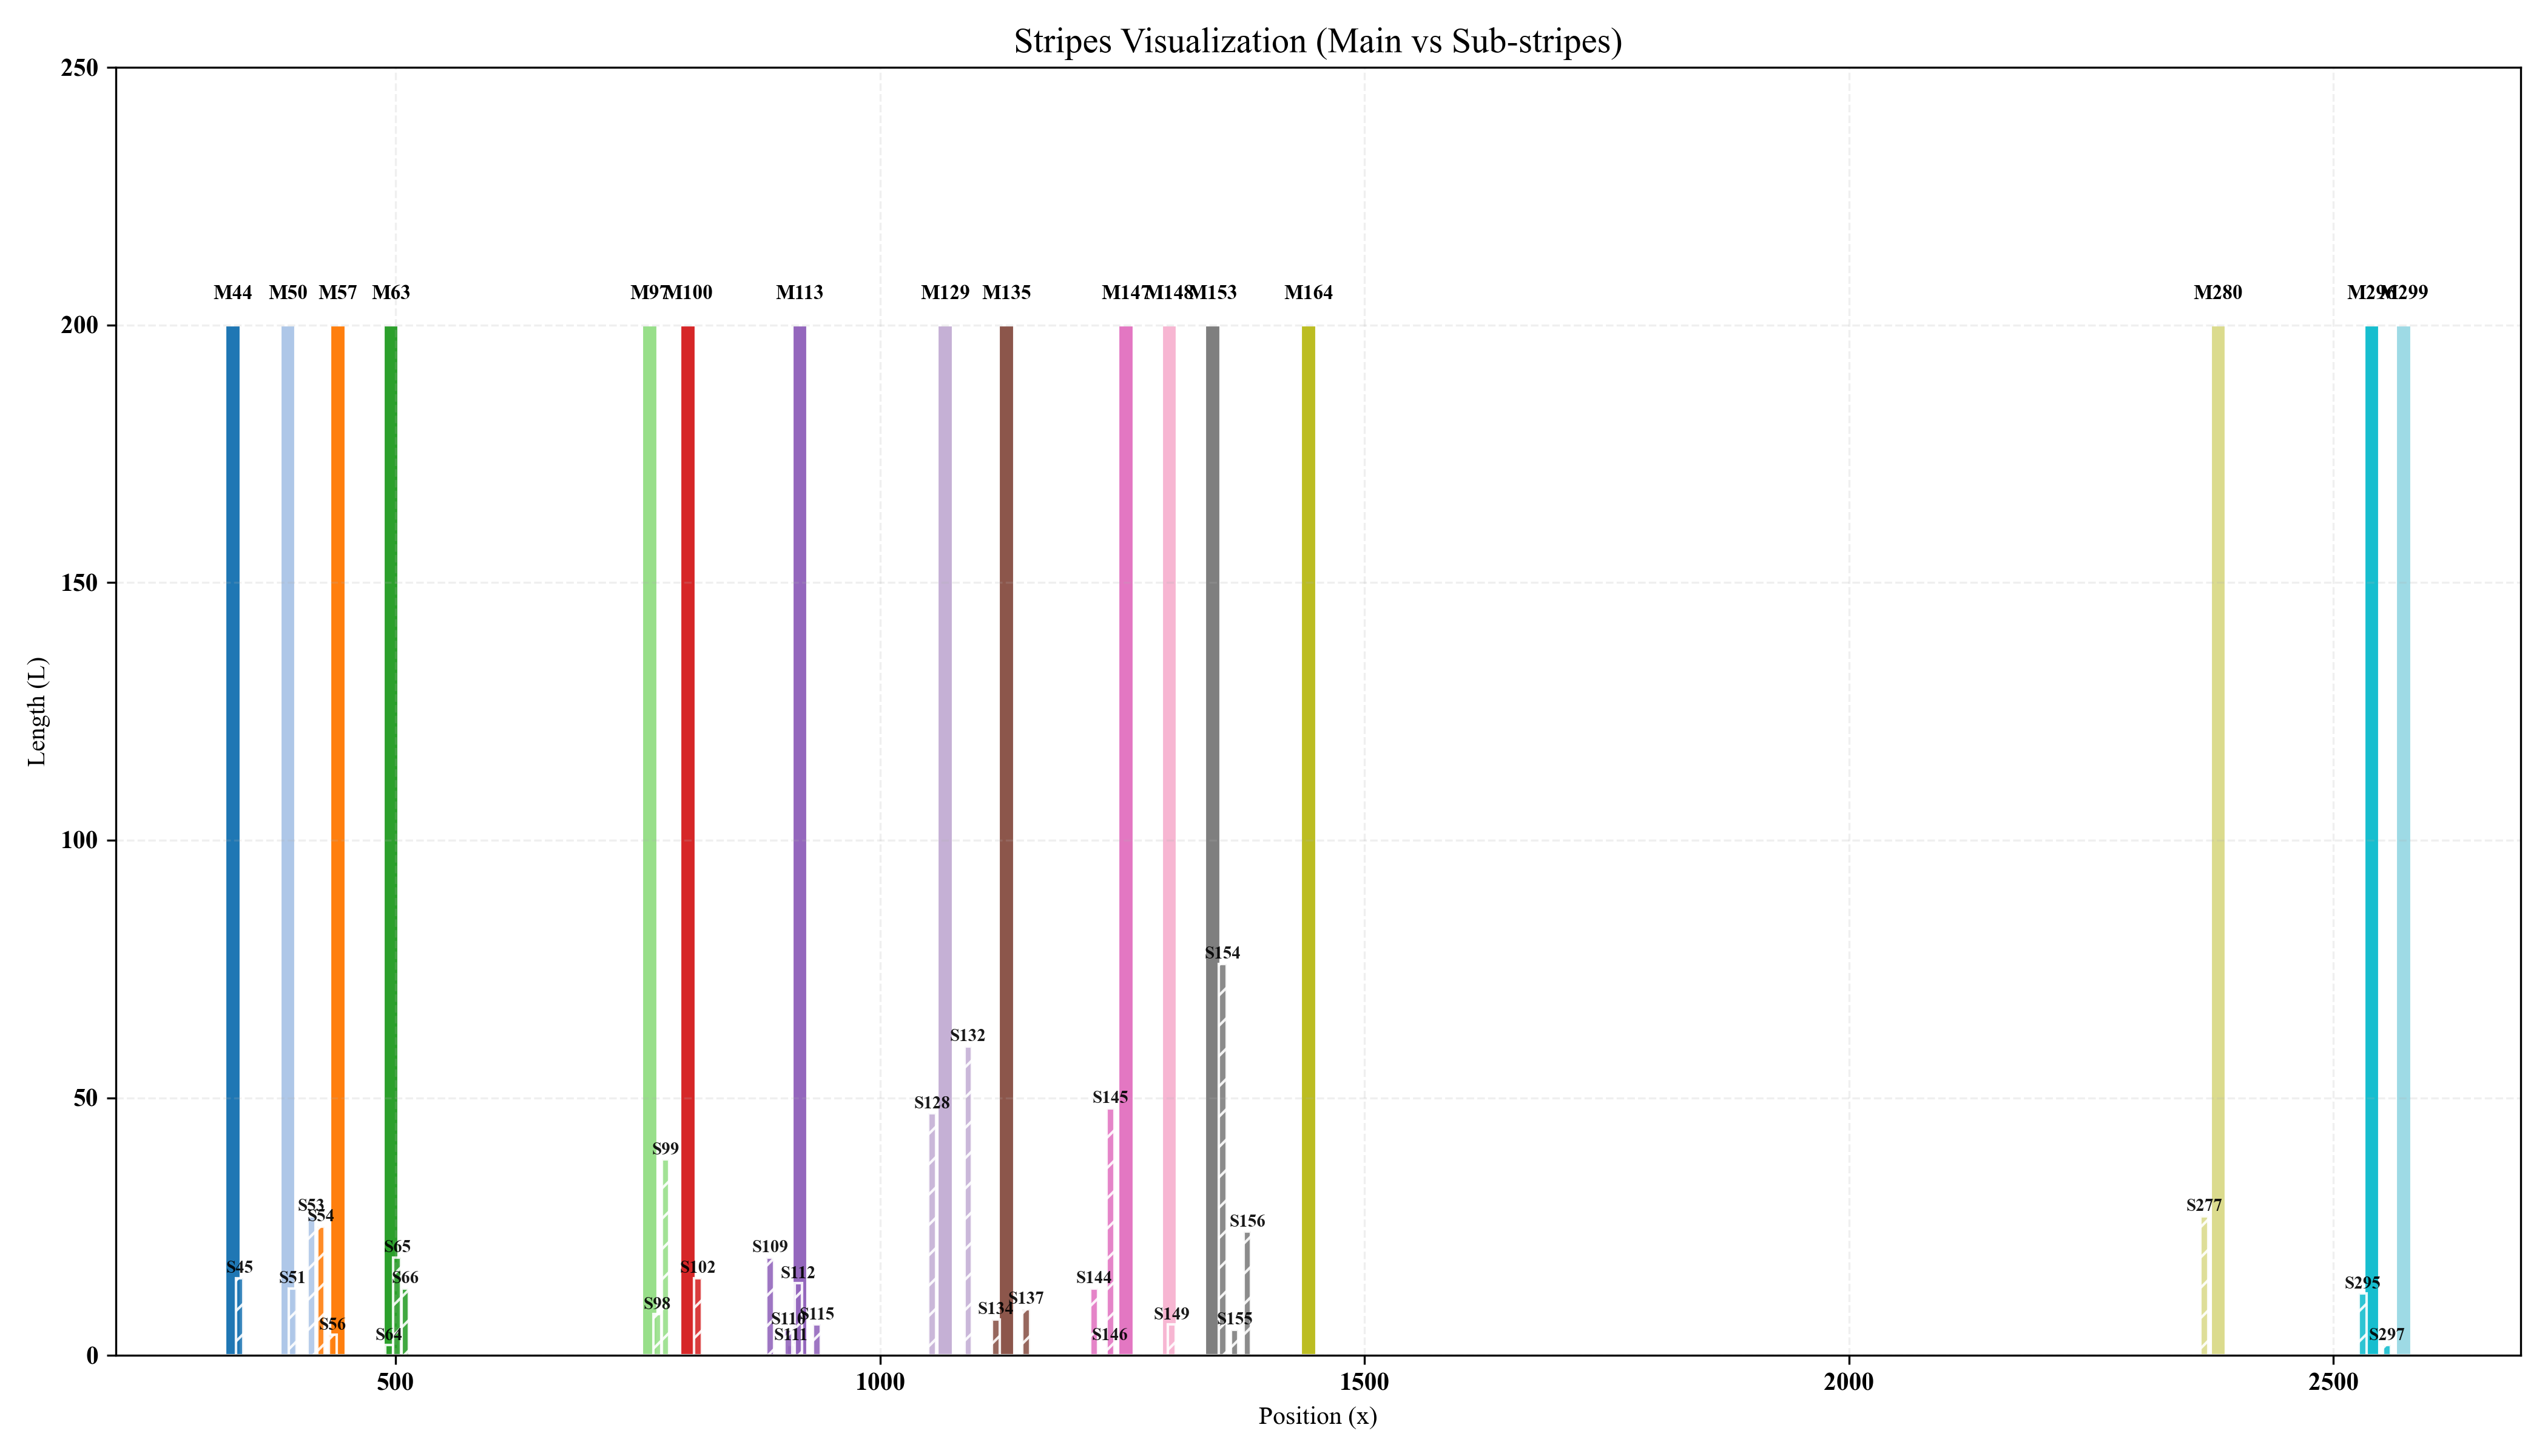 Stripes Visualization (Main vs Sub-stripes)
250
200
150
100
50
0
Length (L)
M44 M50 M57 M63 M97 M100 M113 M129 M135 M147 M148 M153 M164 M280 M296 M299
S154
S132
S145
S128
S99
S53
S54
S277
S156
S65
S109
S45
S102
S112
S51
S66
S144
S295
S137
S98
S134
S110
S115
S149
S155
S56
S64
S111
S146
S297
500 1000 1500 2000 2500
Position (x)